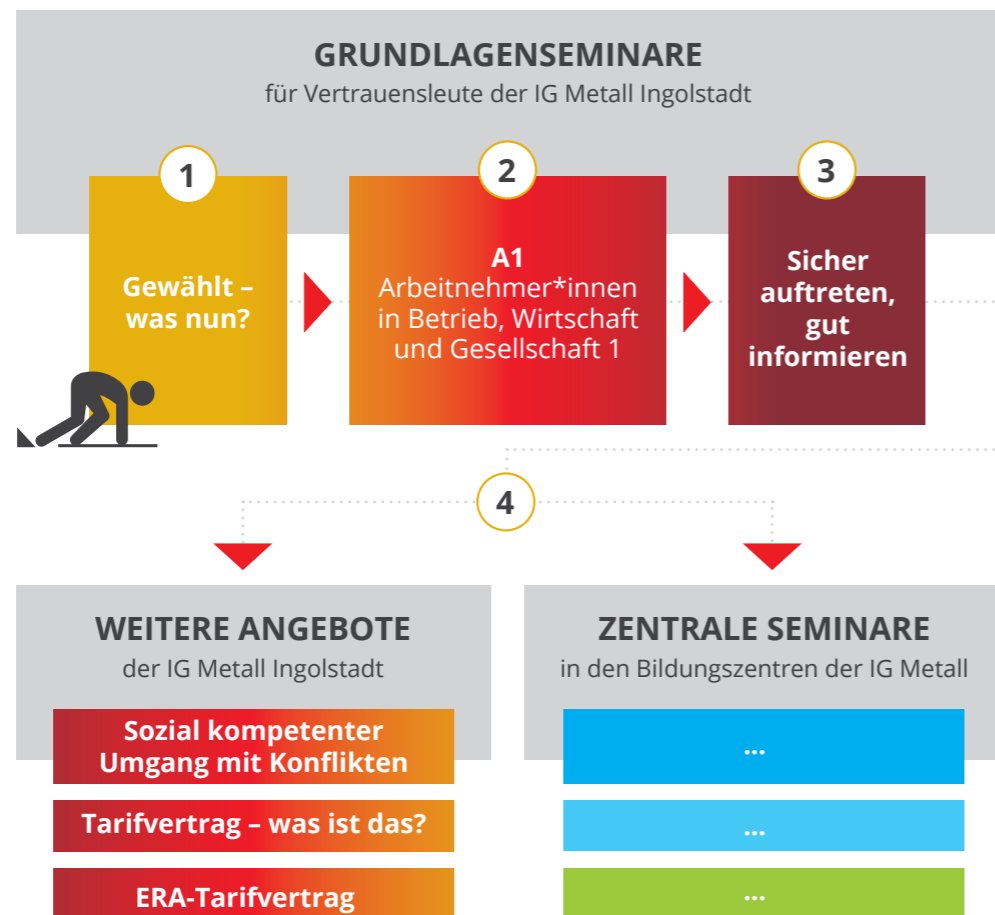 GRUNDLAGENSEMINARE
für Vertrauensleute der IG Metall Ingolstadt
1
Gewählt –
was nun?
2
A1
Arbeitnehmer*innen
in Betrieb, Wirtschaft
und Gesellschaft 1
3
Sicher
auftreten,
gut
informieren
4
WEITERE ANGEBOTE
der IG Metall Ingolstadt
Sozial kompetenter
Umgang mit Konflikten
Tarifvertrag – was ist das?
ERA-Tarifvertrag
ZENTRALE SEMINARE
in den Bildungszentren der IG Metall
...
...
...